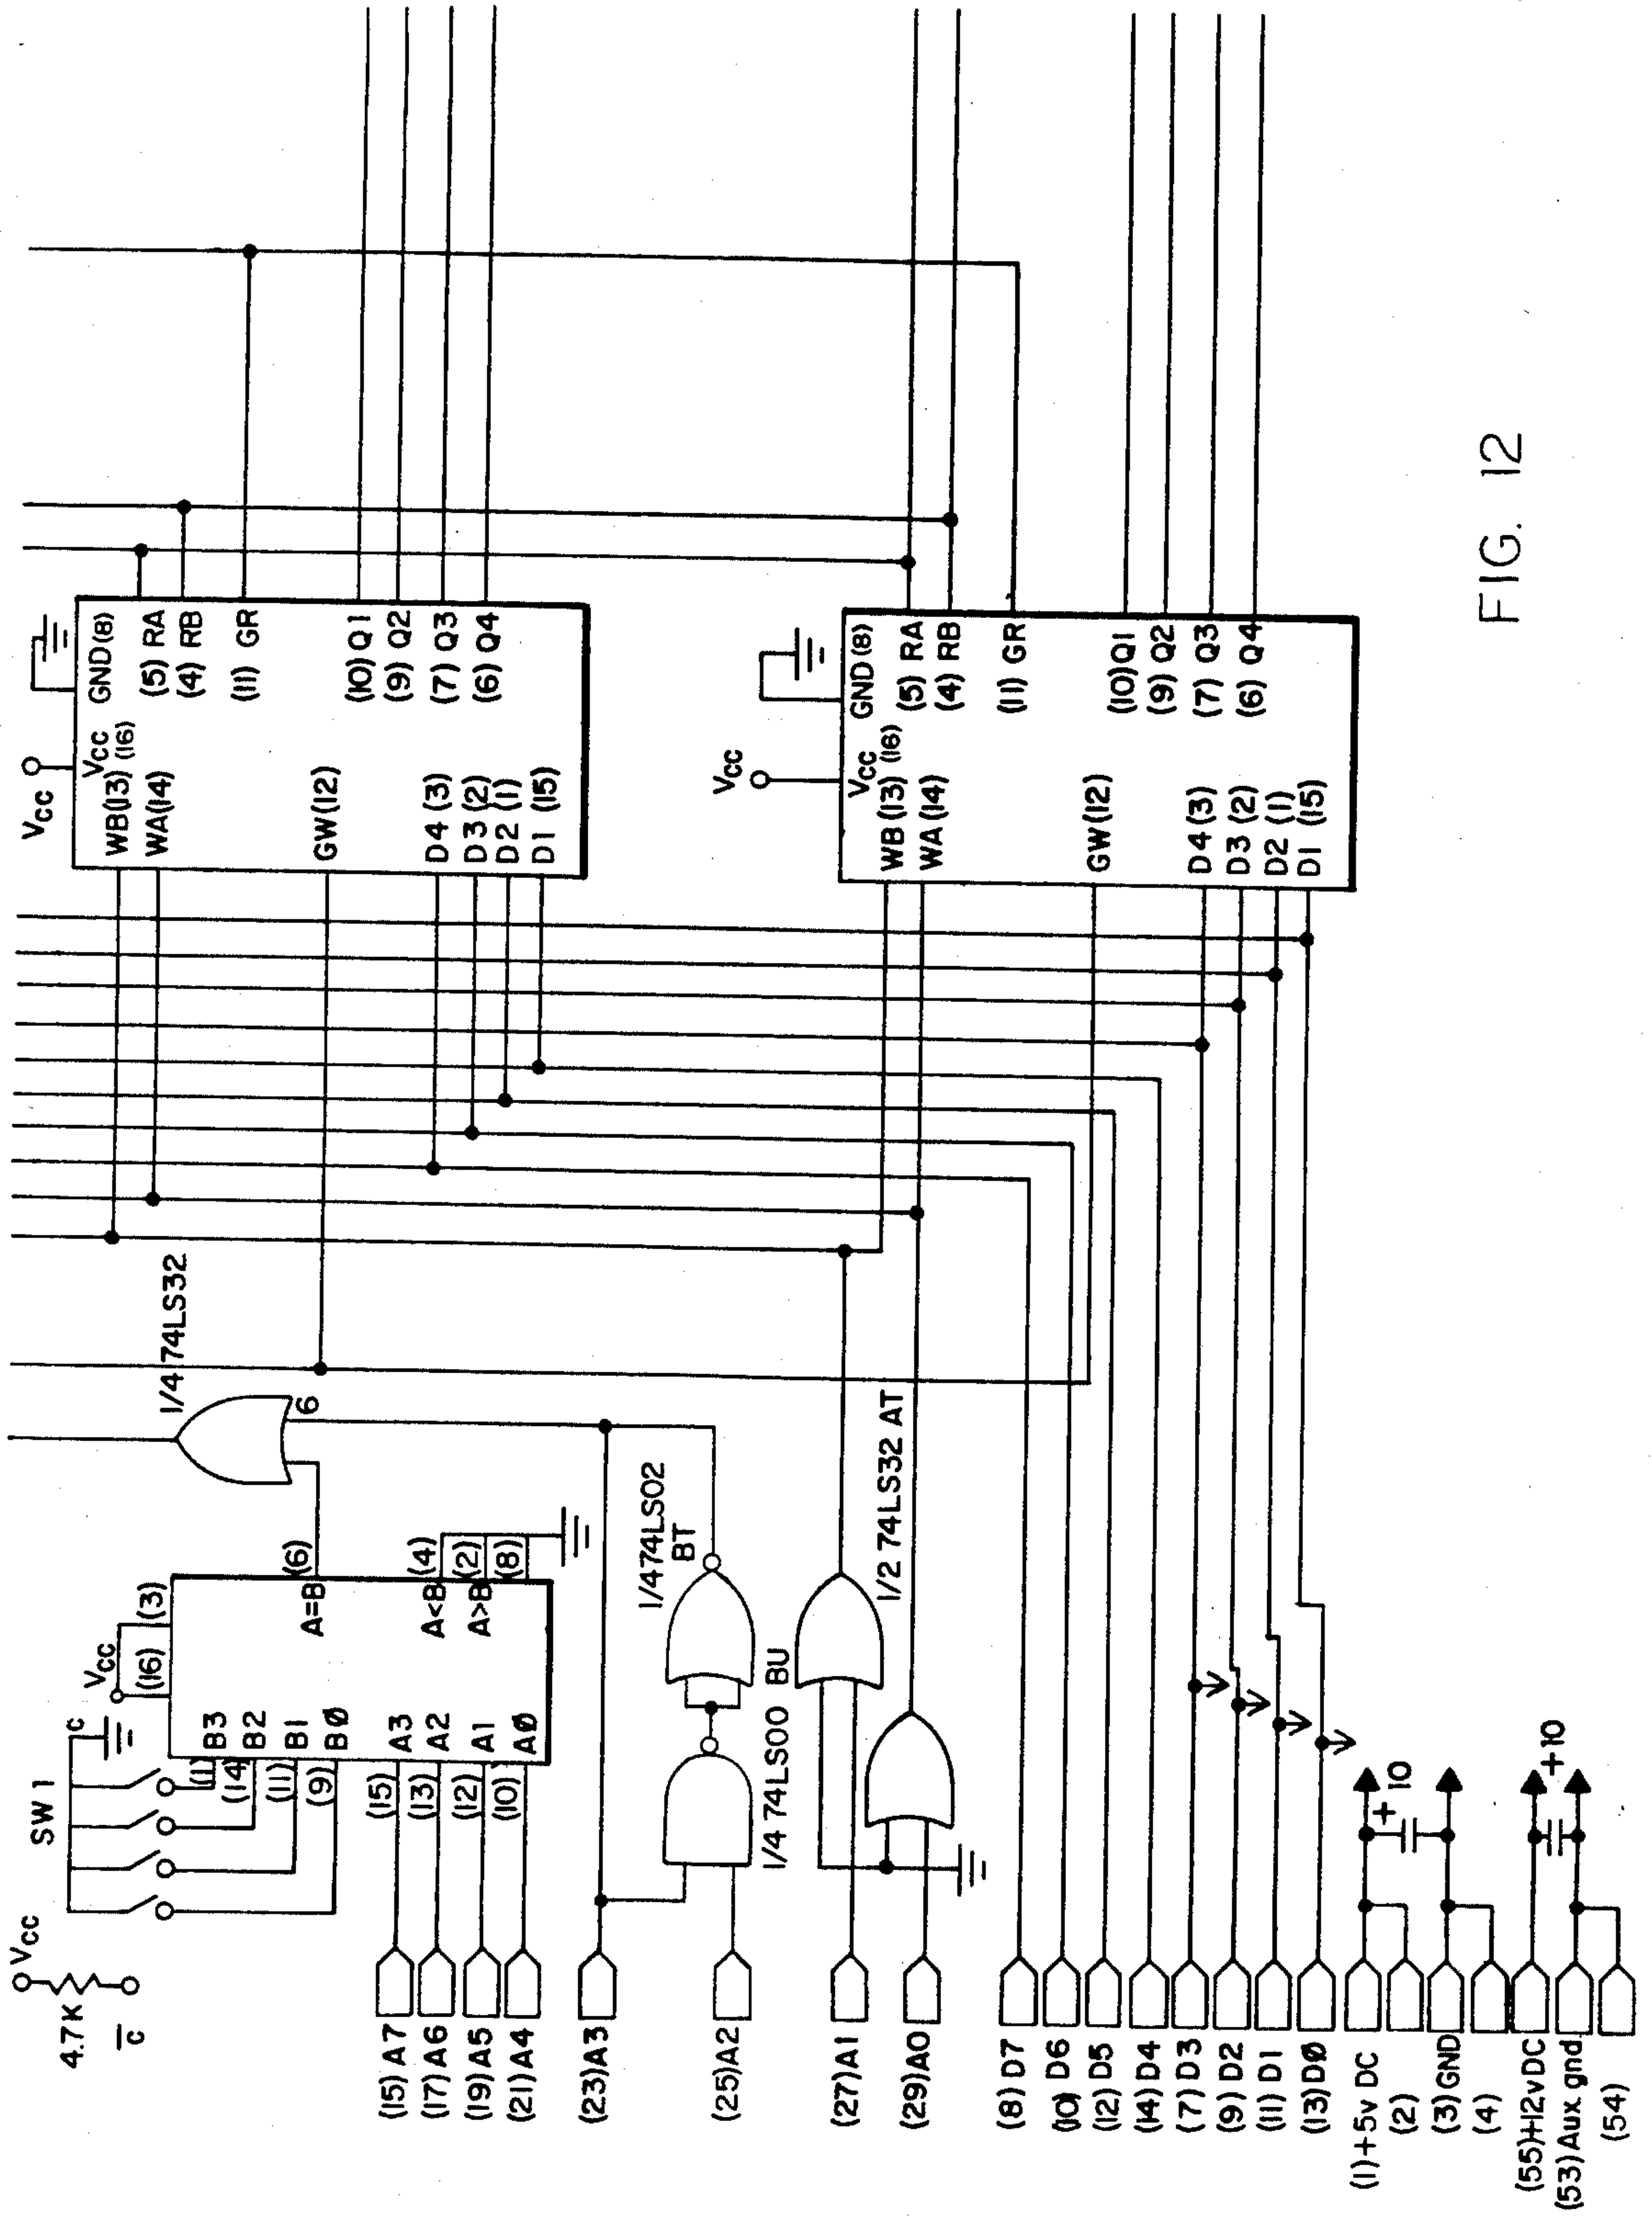 4.7K
Vcc
c
SW 1
c
Vcc
(16)
(3)
(1)
B3
(14)
B2
(11)
B1
(9)
BØ
(15)
A3
(13)
A2
(12)
A1
(10)
AØ
A=B
(6)
A<B
(4)
A>B
(2)
(8)
1/4 74LS32
6
(15) A7
(17) A6
(19) A5
(21) A4
(23)A3
(25)A2
(27)A1
(29)A0
1/4 74LS00 BU
1/474LS02
BT
1/2 74LS32 AT
Vcc
GND(8)
Vcc
(16)
WB(13)
WA(14)
GW(12)
D4 (3)
D3 (2)
D2 (1)
D1 (15)
(5) RA
(4) RB
(11) GR
(10) Q1
(9) Q2
(7) Q3
(6) Q4
Vcc
GND(8)
Vcc
(16)
WB(13)
WA(14)
GW(12)
D4(3)
D3 (2)
D2 (1)
D1 (15)
(5) RA
(4) RB
(11) GR
(10)Q1
(9) Q2
(7) Q3
(6) Q4
(8) D7
(10) D6
(12) D5
(14) D4
(7) D3
(9) D2
(11) D1
(13) DØ
(1)+5v DC
(2)
(3)GND
(4)
(55)+12vDC
(53)Aux gnd
(54)
+ 10
+10
FIG. 12